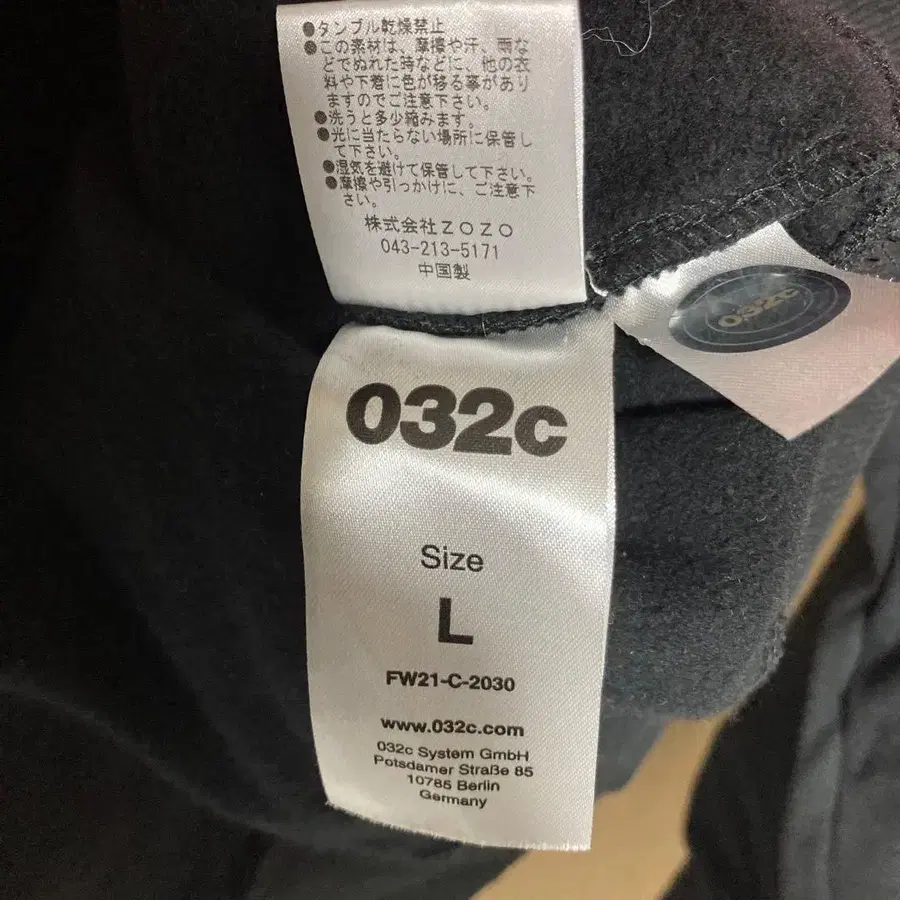 ●タンブル乾燥禁止
●この素材は、摩擦や汗、雨な
どでぬれた時などに、他の衣
料や下着に色が移る事があり
ますのでご注意下さい。
●洗うと多少縮みます。
●光に当たらない場所に保管し
て下さい。
●湿気を避けて保管して下さい。
●摩擦や引っかけに、ご注意下
さい。
株式会社ZOZO
043-213-5171
中国製
032c
032c
Size
L
FW21-C-2030
www.032c.com
032c System GmbH
Potsdamer Straße 85
10785 Berlin
Germany